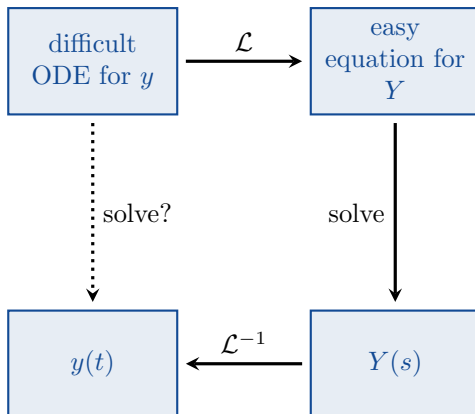 difficult
ODE for y
ℒ
easy
equation for
Y
solve?
solve
y(t)
ℒ⁻¹
Y(s)